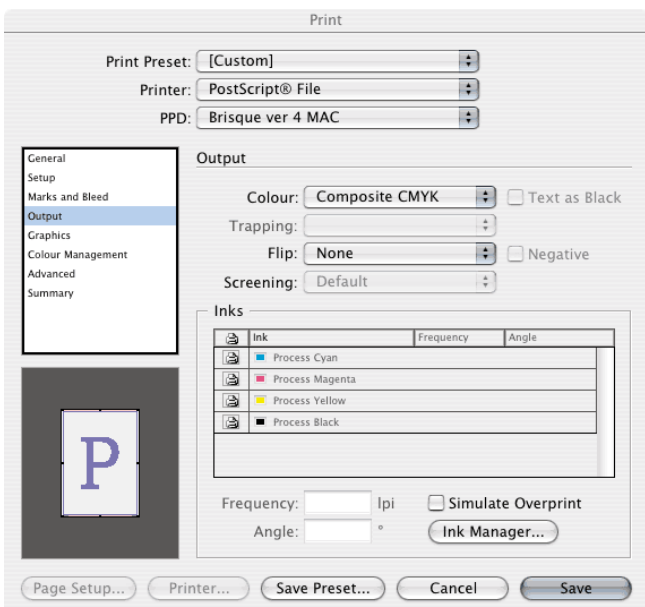 Print
Print Preset: [Custom]
Printer: PostScript® File
PPD: Brisque ver 4 MAC
General
Setup
Marks and Bleed
Output
Graphics
Colour Management
Advanced
Summary
Output
Colour: Composite CMYK Text as Black
Trapping:
Flip: None Negative
Screening: Default
Inks
Ink Frequency Angle
Process Cyan
Process Magenta
Process Yellow
Process Black
P
Frequency: lpi Simulate Overprint
Angle: ° Ink Manager...
Page Setup... Printer... Save Preset... Cancel Save